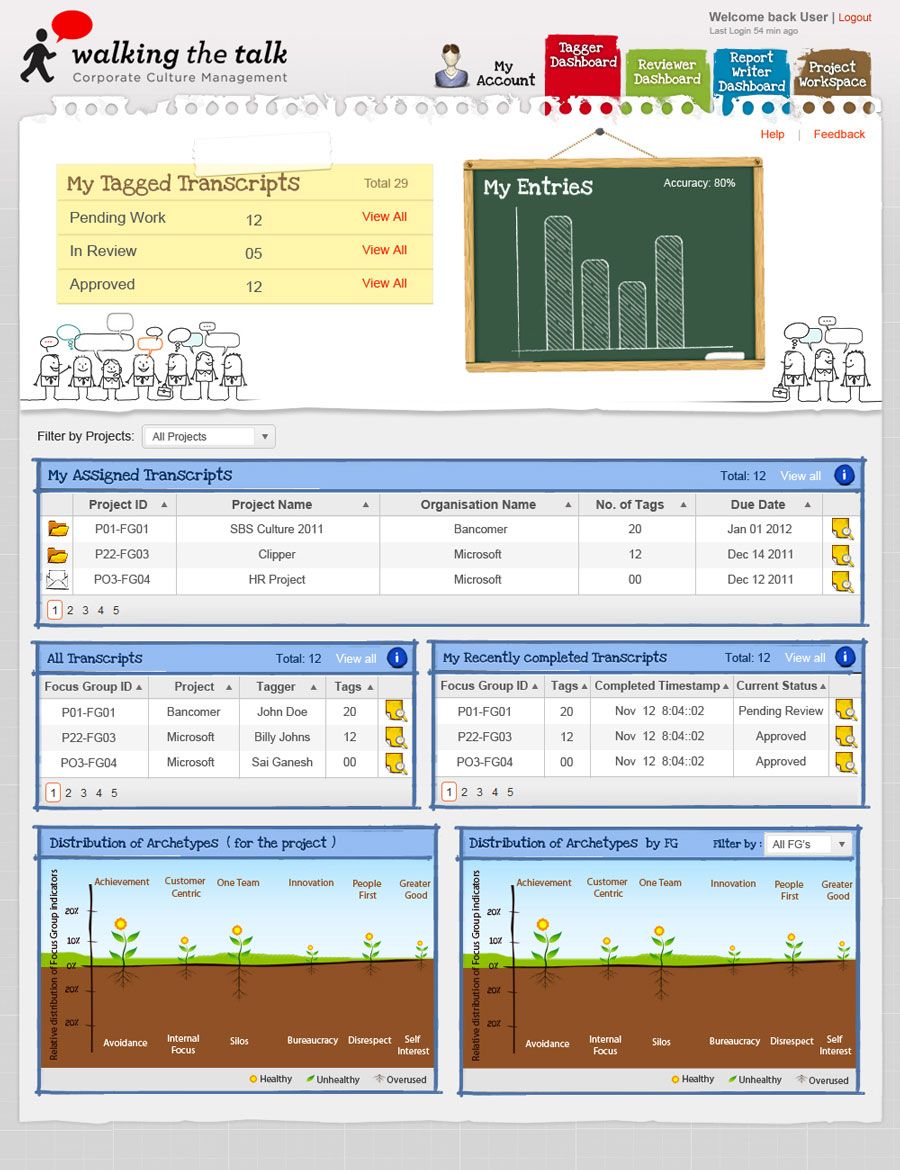 Welcome back User | Logout
Last Login 54 min ago
walking the talk
Corporate Culture Management
My Account
Tagger Dashboard
Reviewer Dashboard
Report Writer Dashboard
Project Workspace
Help | Feedback
My Tagged Transcripts Total 29
Pending Work 12 View All
In Review 05 View All
Approved 12 View All
My Entries Accuracy: 80%
Filter by Projects: All Projects
My Assigned Transcripts Total: 12 View all i
Project ID Project Name Organisation Name No. of Tags Due Date
P01-FG01 SBS Culture 2011 Bancomer 20 Jan 01 2012
P22-FG03 Clipper Microsoft 12 Dec 14 2011
PO3-FG04 HR Project Microsoft 00 Dec 12 2011
1 2 3 4 5
All Transcripts Total: 12 View all i
Focus Group ID Project Tagger Tags
P01-FG01 Bancomer John Doe 20
P22-FG03 Microsoft Billy Johns 12
PO3-FG04 Microsoft Sai Ganesh 00
1 2 3 4 5
My Recently completed Transcripts Total: 12 View all i
Focus Group ID Tags Completed Timestamp Current Status
P01-FG01 20 Nov 12 8:04::02 Pending Review
P22-FG03 12 Nov 12 8:04::02 Approved
PO3-FG04 00 Nov 12 8:04::02 Approved
1 2 3 4 5
Distribution of Archetypes ( for the project )
Relative distribution of Focus Group indicators
Achievement Customer Centric One Team Innovation People First Greater Good
20%
10%
0%
20%
20%
Avoidance Internal Focus Silos Bureaucracy Disrespect Self Interest
Healthy Unhealthy Overused
Distribution of Archetypes by FG Filter by : All FG's
Relative distribution of Focus Group indicators
Achievement Customer Centric One Team Innovation People First Greater Good
20%
10%
0%
20%
20%
Avoidance Internal Focus Silos Bureaucracy Disrespect Self Interest
Healthy Unhealthy Overused